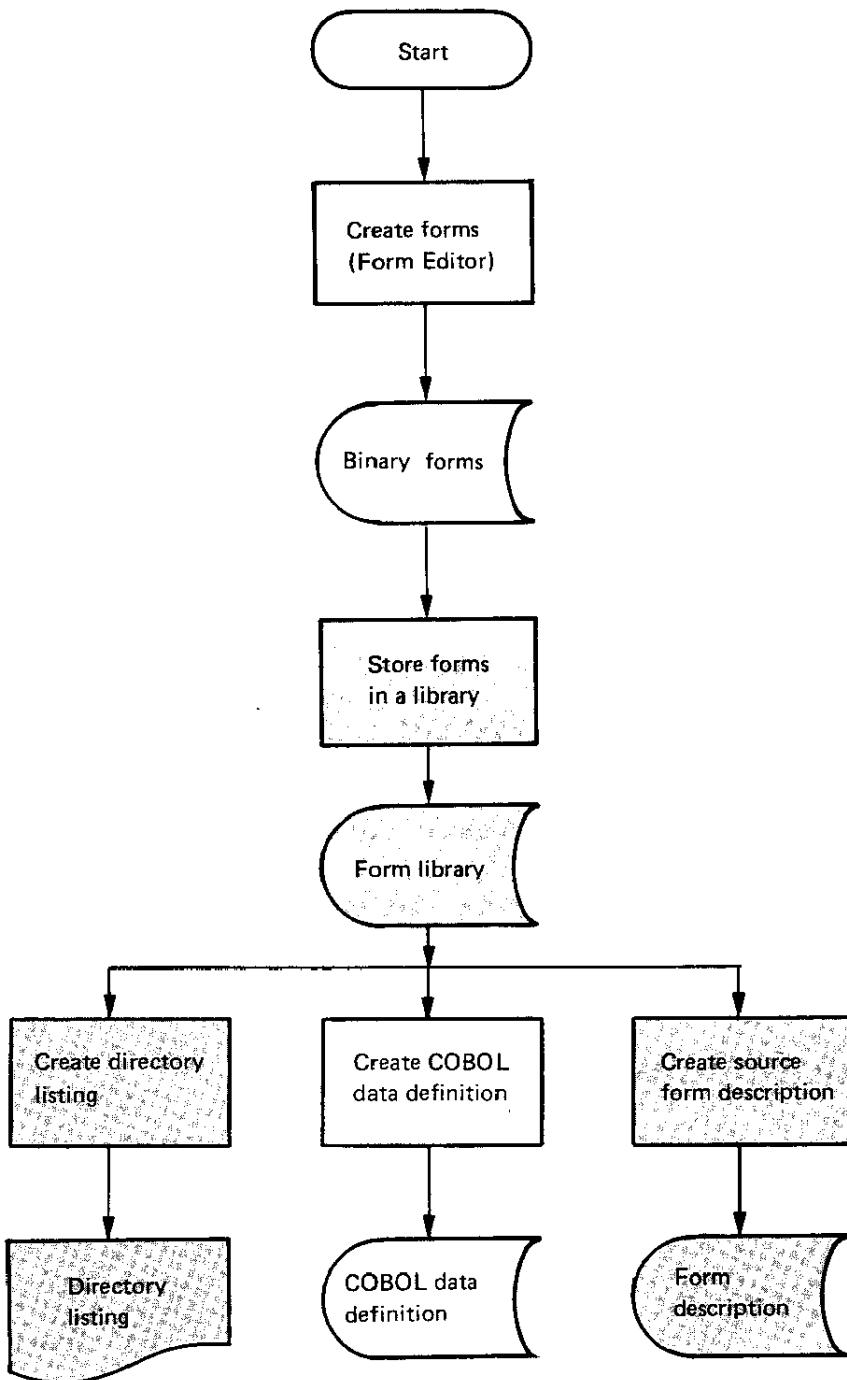 Start
Create forms
(Form Editor)
Binary forms
Store forms
in a library
Form library
Create directory
listing
Create COBOL
data definition
Create source
form description
Directory
listing
COBOL data
definition
Form
description